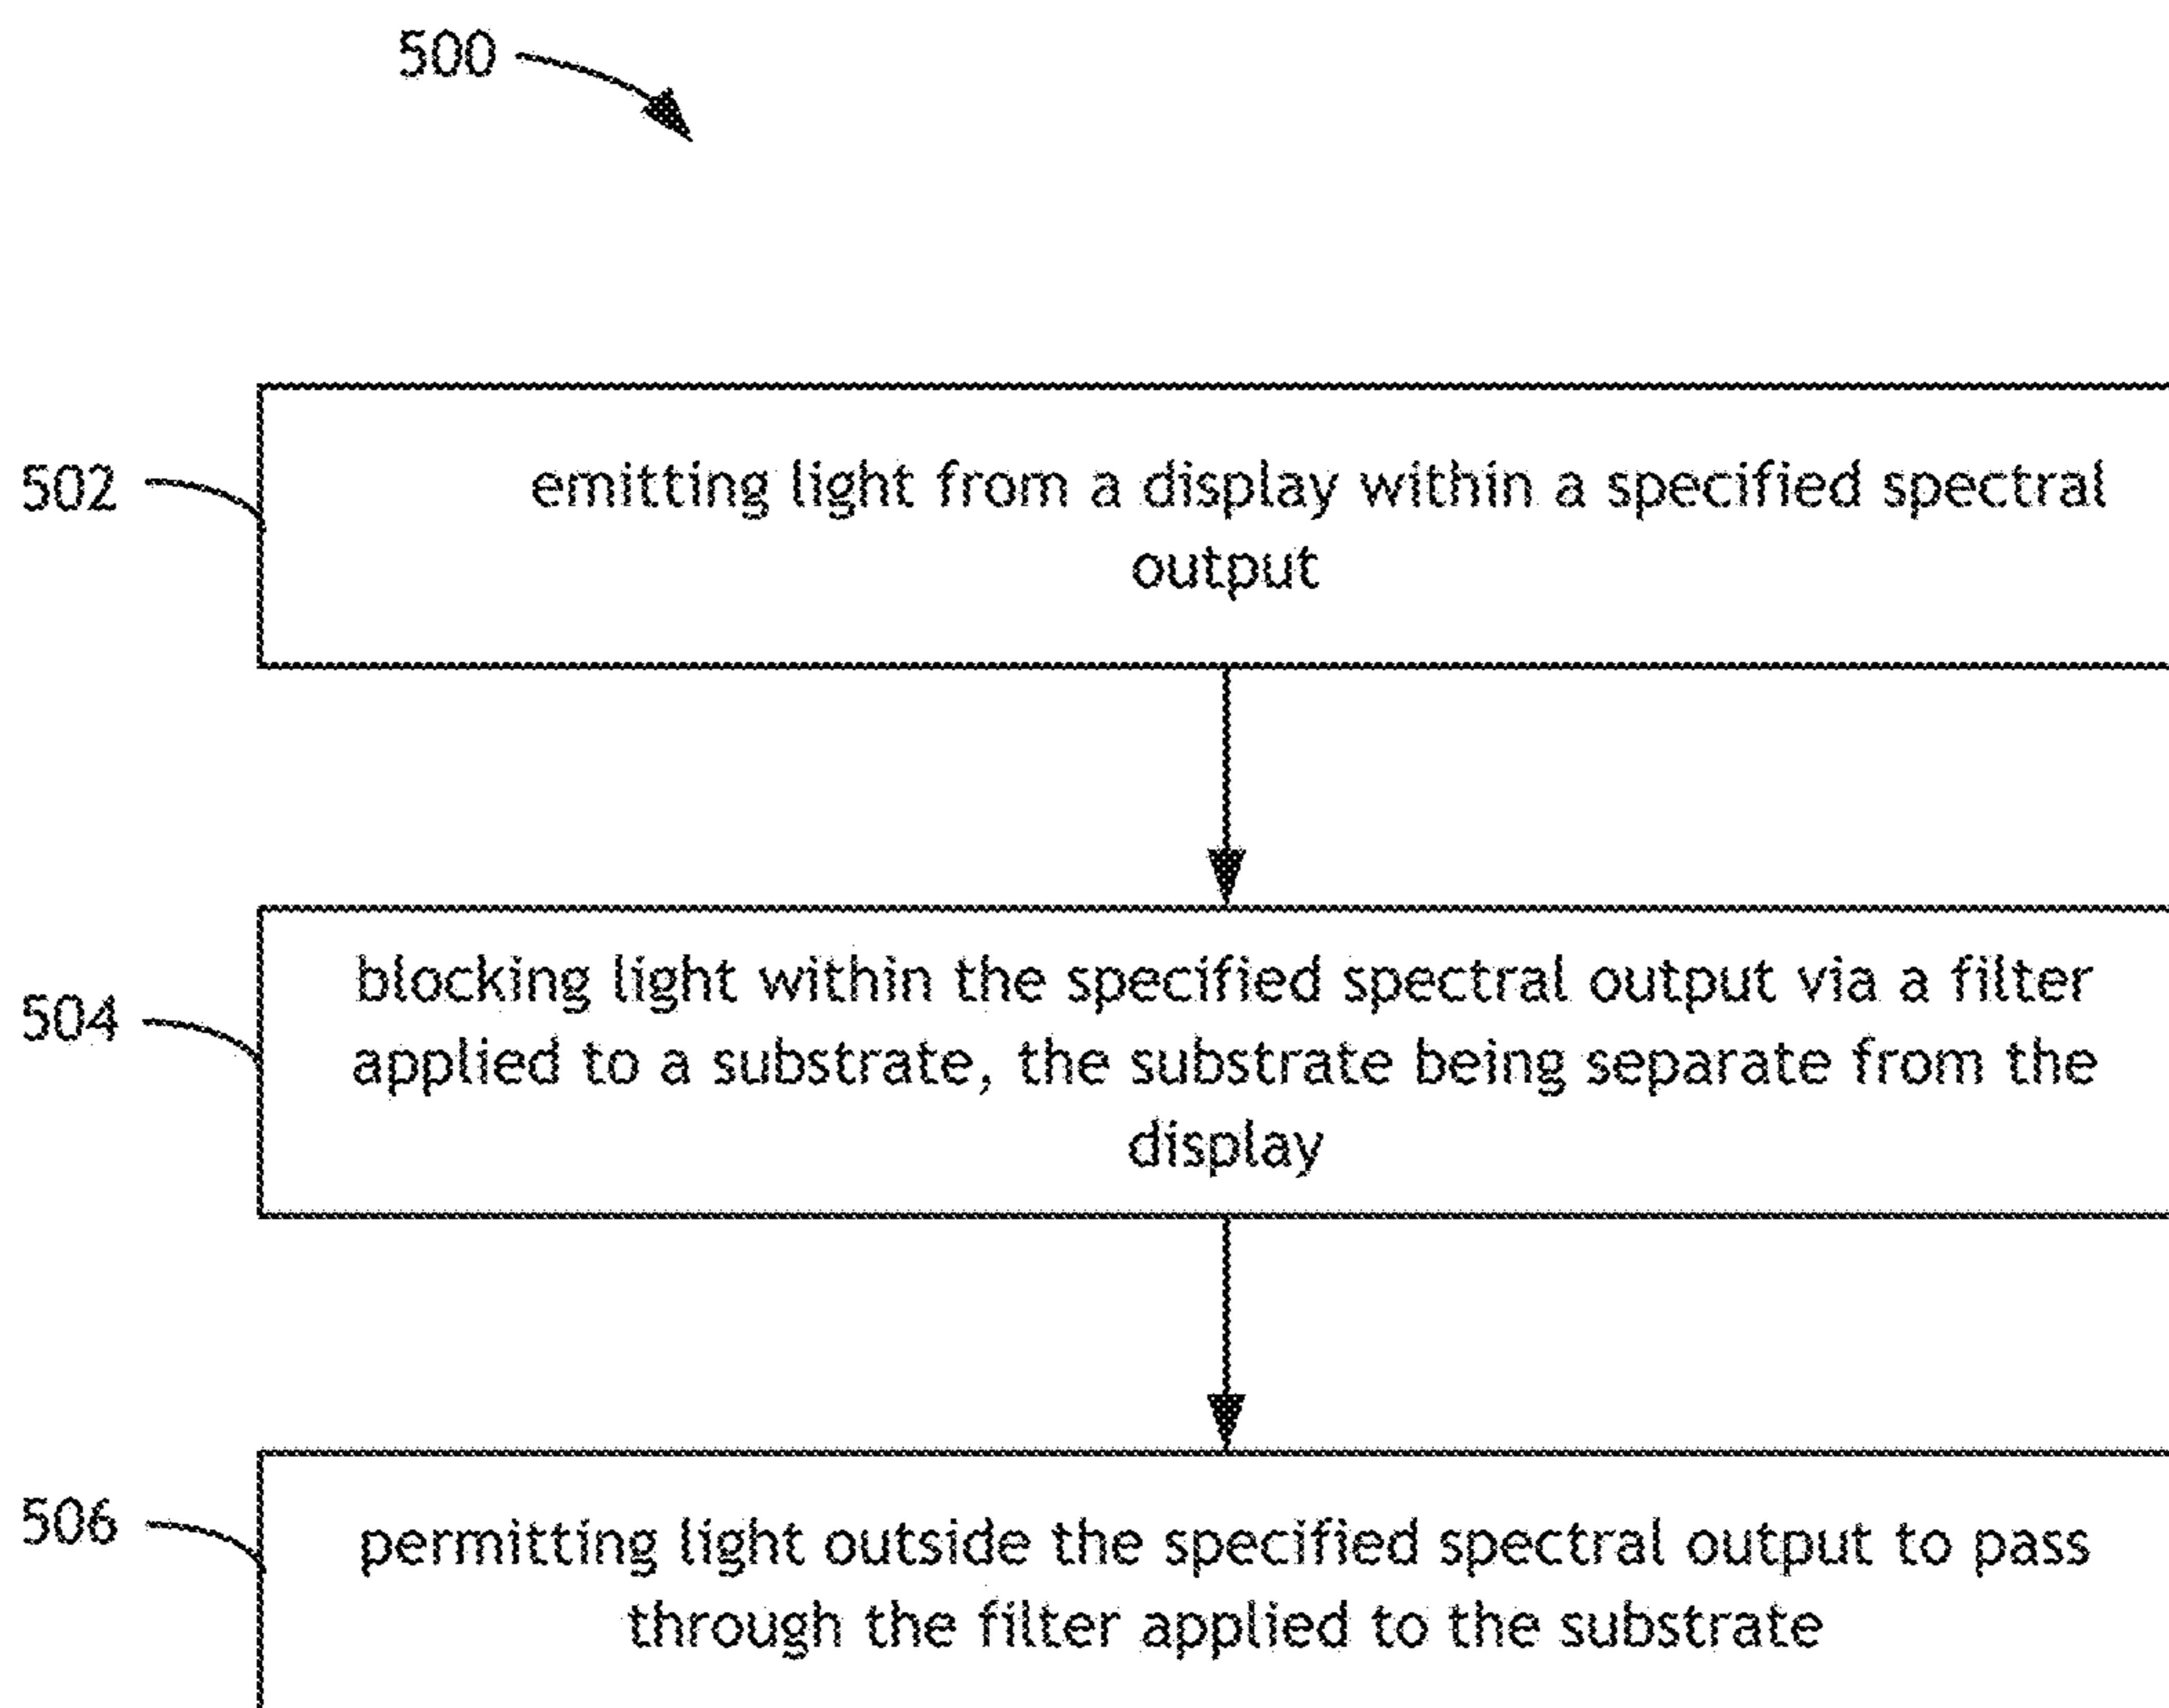 500
502
emitting light from a display within a specified spectral
output
504
blocking light within the specified spectral output via a filter
applied to a substrate, the substrate being separate from the
display
506
permitting light outside the specified spectral output to pass
through the filter applied to the substrate